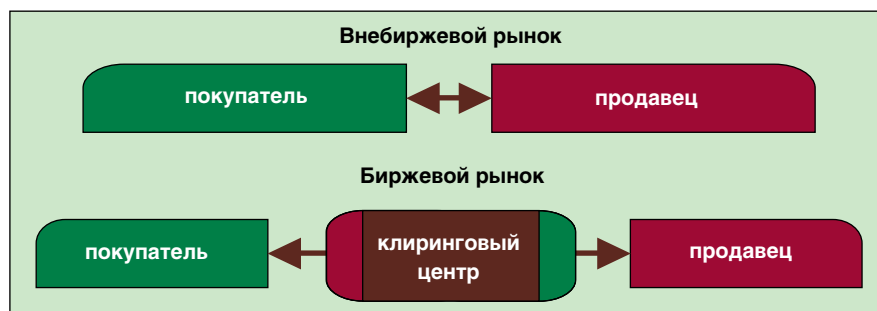 Внебиржевой рынок
покупатель продавец
Биржевой рынок
покупатель клиринговый центр продавец